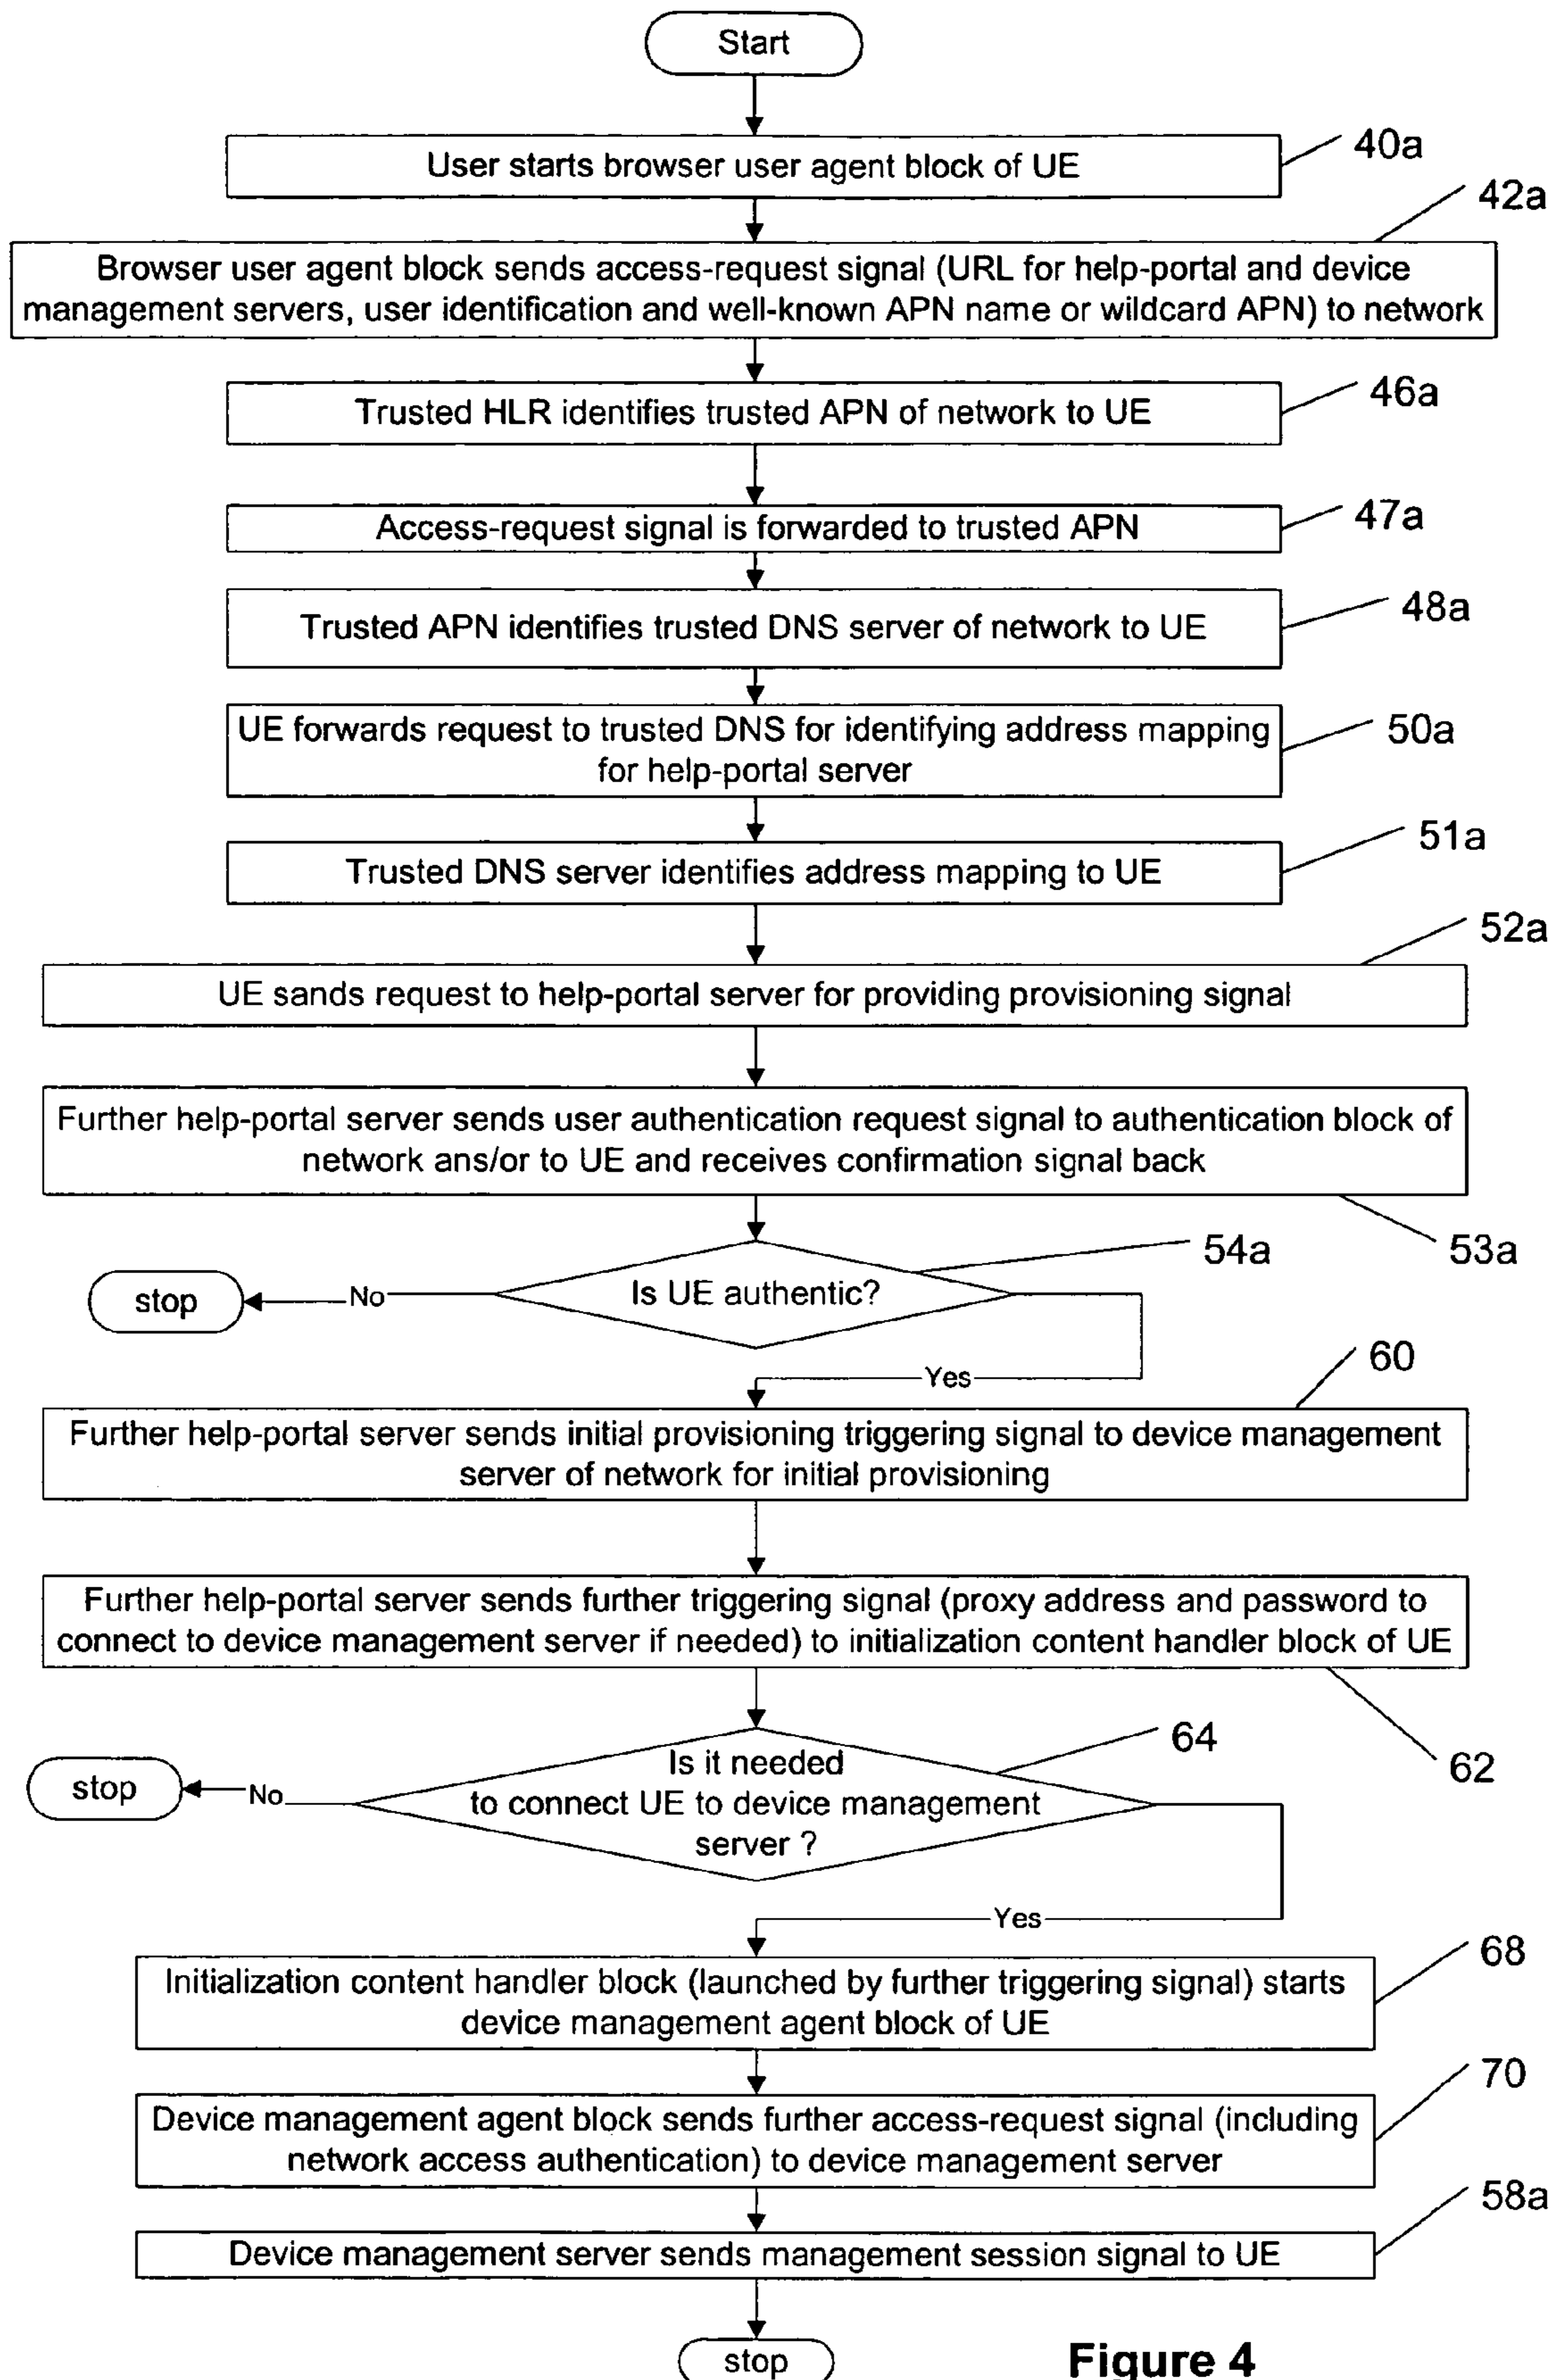 Start
User starts browser user agent block of UE
40a
42a
Browser user agent block sends access-request signal (URL for help-portal and device
management servers, user identification and well-known APN name or wildcard APN) to network
Trusted HLR identifies trusted APN of network to UE
46a
Access-request signal is forwarded to trusted APN
47a
Trusted APN identifies trusted DNS server of network to UE
48a
UE forwards request to trusted DNS for identifying address mapping
for help-portal server
50a
Trusted DNS server identifies address mapping to UE
51a
52a
UE sands request to help-portal server for providing provisioning signal
Further help-portal server sends user authentication request signal to authentication block of
network ans/or to UE and receives confirmation signal back
53a
54a
Is UE authentic?
No
stop
Yes
60
Further help-portal server sends initial provisioning triggering signal to device management
server of network for initial provisioning
Further help-portal server sends further triggering signal (proxy address and password to
connect to device management server if needed) to initialization content handler block of UE
62
64
Is it needed
to connect UE to device management
server ?
No
stop
Yes
68
Initialization content handler block (launched by further triggering signal) starts
device management agent block of UE
70
Device management agent block sends further access-request signal (including
network access authentication) to device management server
58a
Device management server sends management session signal to UE
stop
Figure 4